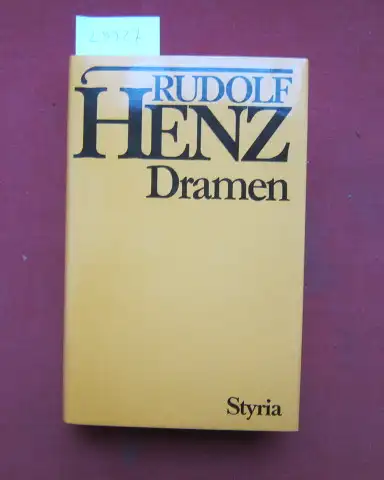 RUDOLF
HENZ
Dramen
Styria